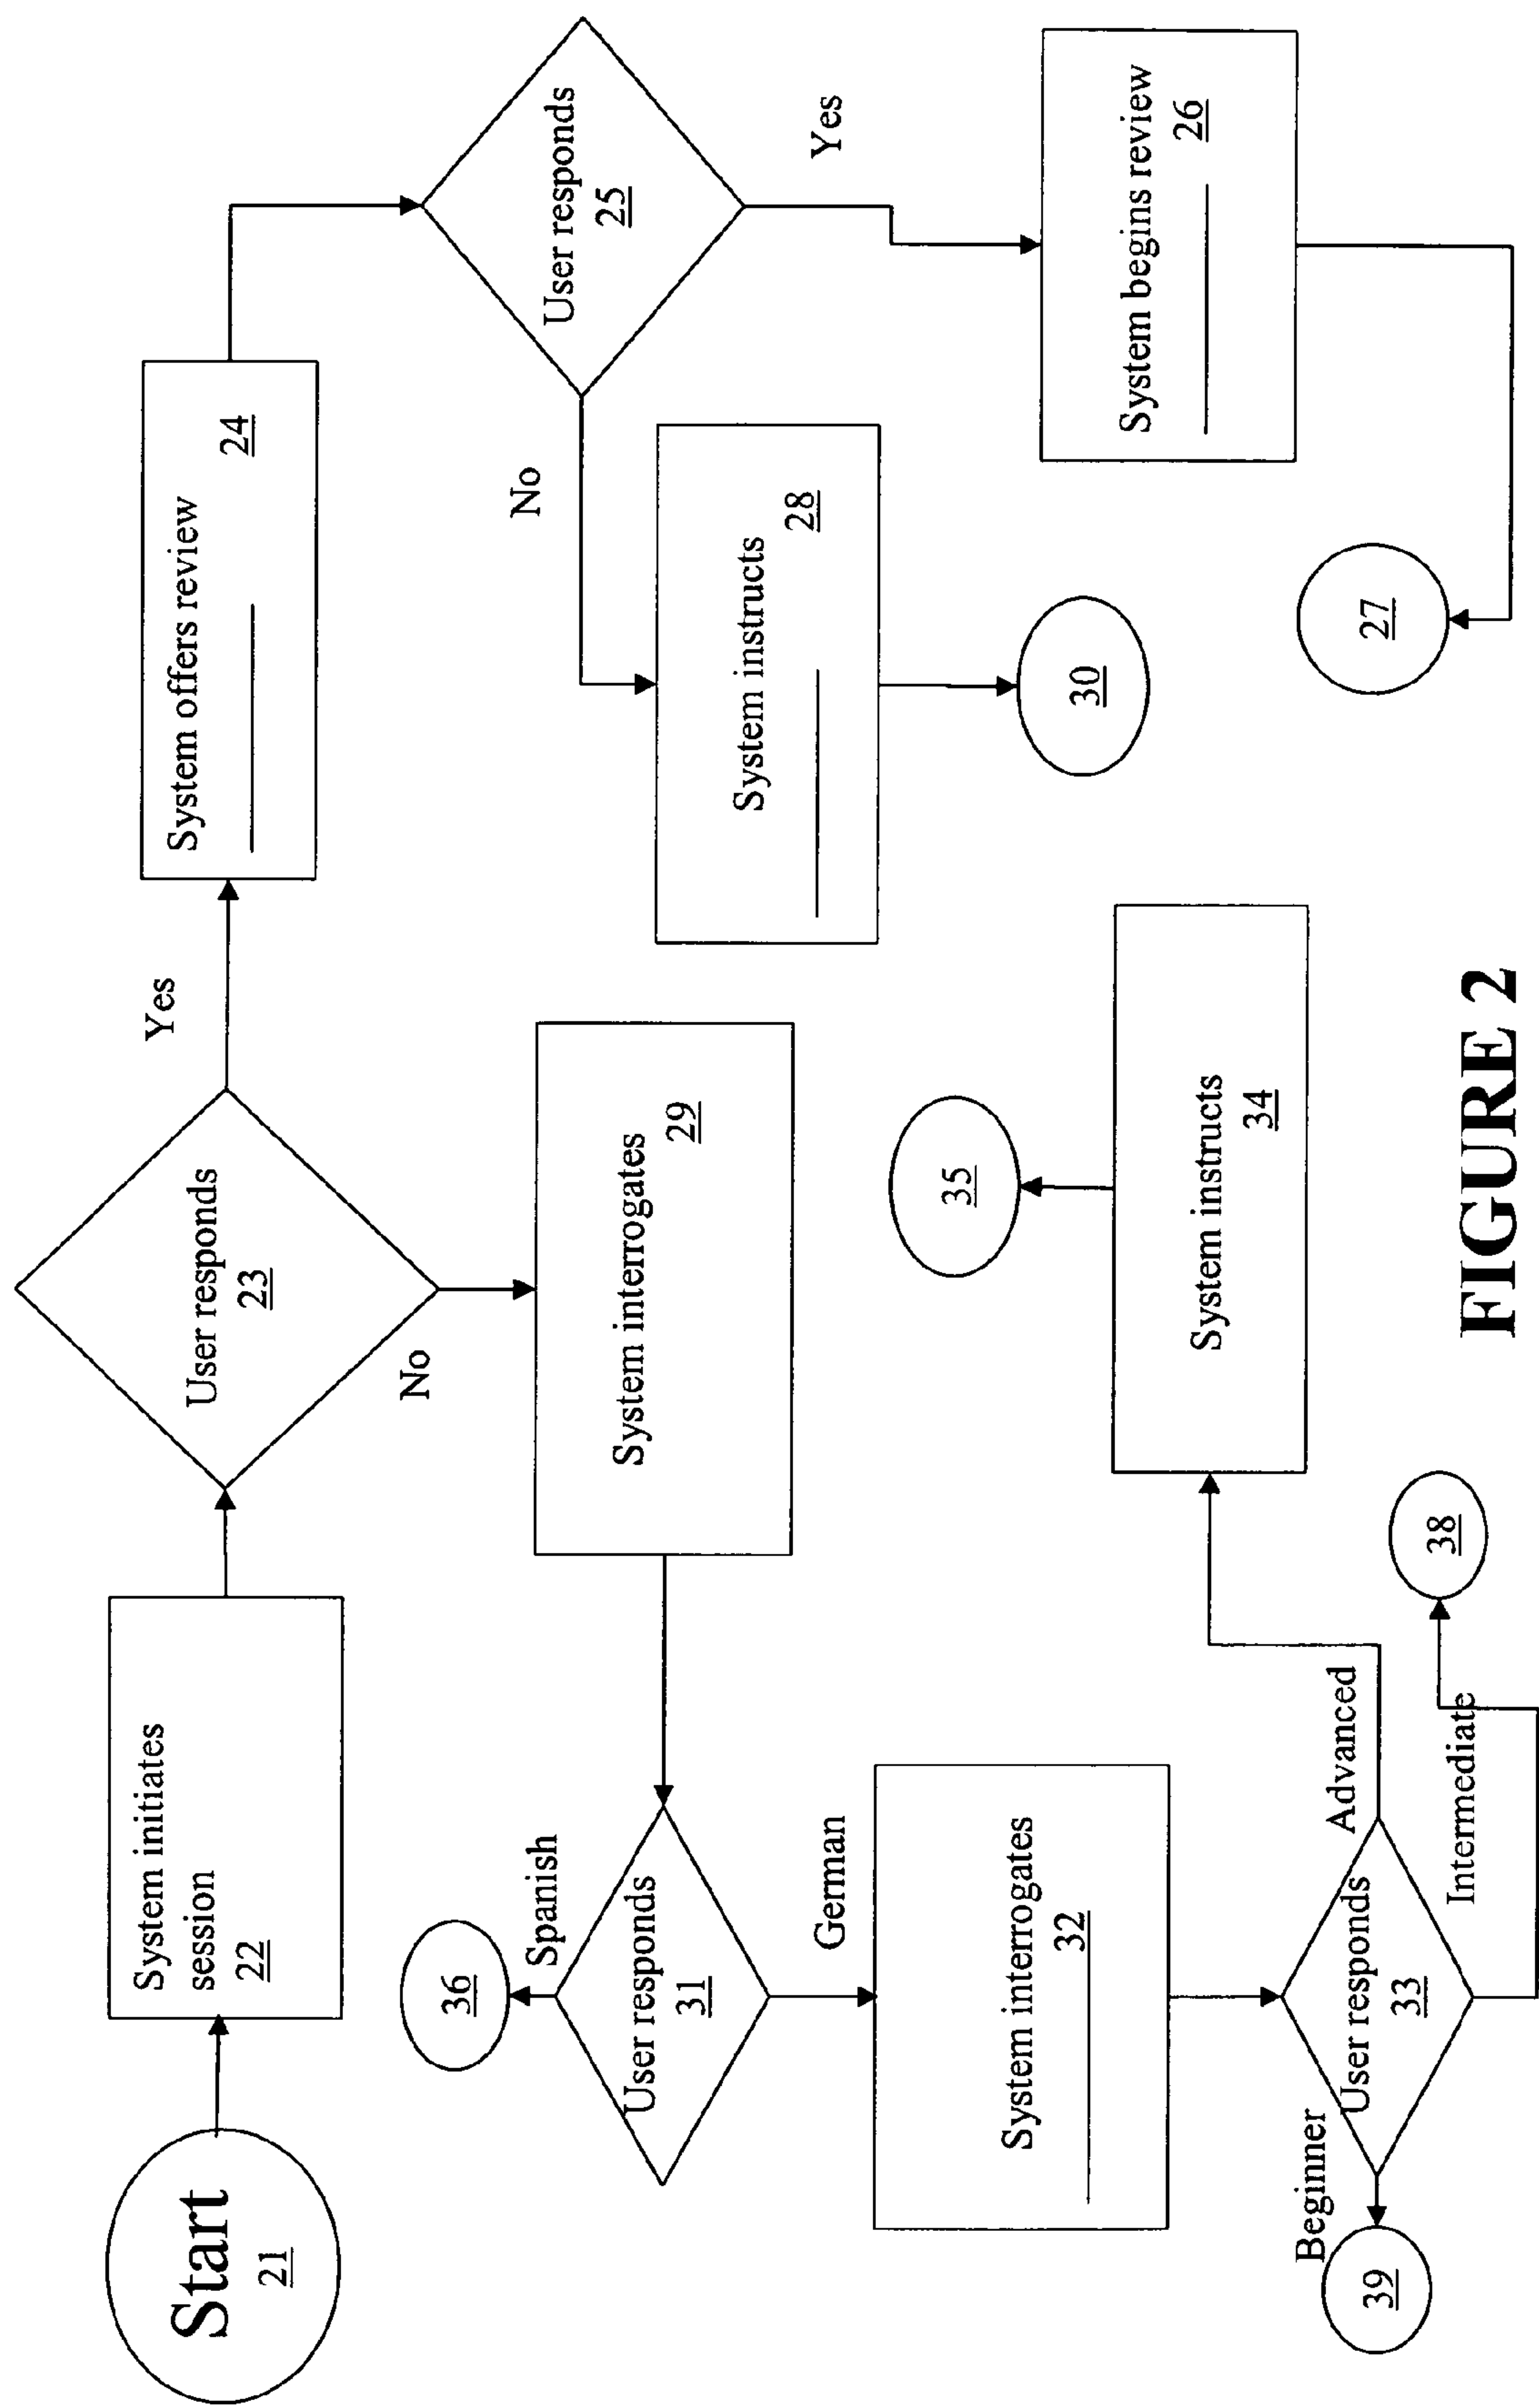 Start
21
System initiates
session
22
User responds
23
Yes
No
System offers review
24
User responds
25
No
Yes
System instructs
28
30
System begins review
26
27
System interrogates
29
User responds
31
Spanish
36
German
System interrogates
32
User responds
33
Beginner
39
Advanced
Intermediate
38
System instructs
34
35
FIGURE 2